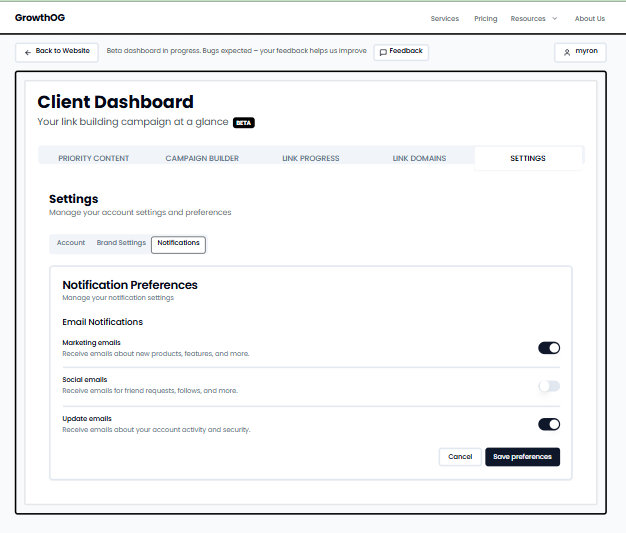 GrowthOG
Services Pricing Resources About Us
Back to Website Beta dashboard in progress. Bugs expected – your feedback helps us improve Feedback myron
Client Dashboard
Your link building campaign at a glance BETA
PRIORITY CONTENT CAMPAIGN BUILDER LINK PROGRESS LINK DOMAINS SETTINGS
Settings
Manage your account settings and preferences
Account Brand Settings Notifications
Notification Preferences
Manage your notification settings
Email Notifications
Marketing emails
Receive emails about new products, features, and more.
Social emails
Receive emails for friend requests, follows, and more.
Update emails
Receive emails about your account activity and security.
Cancel Save preferences